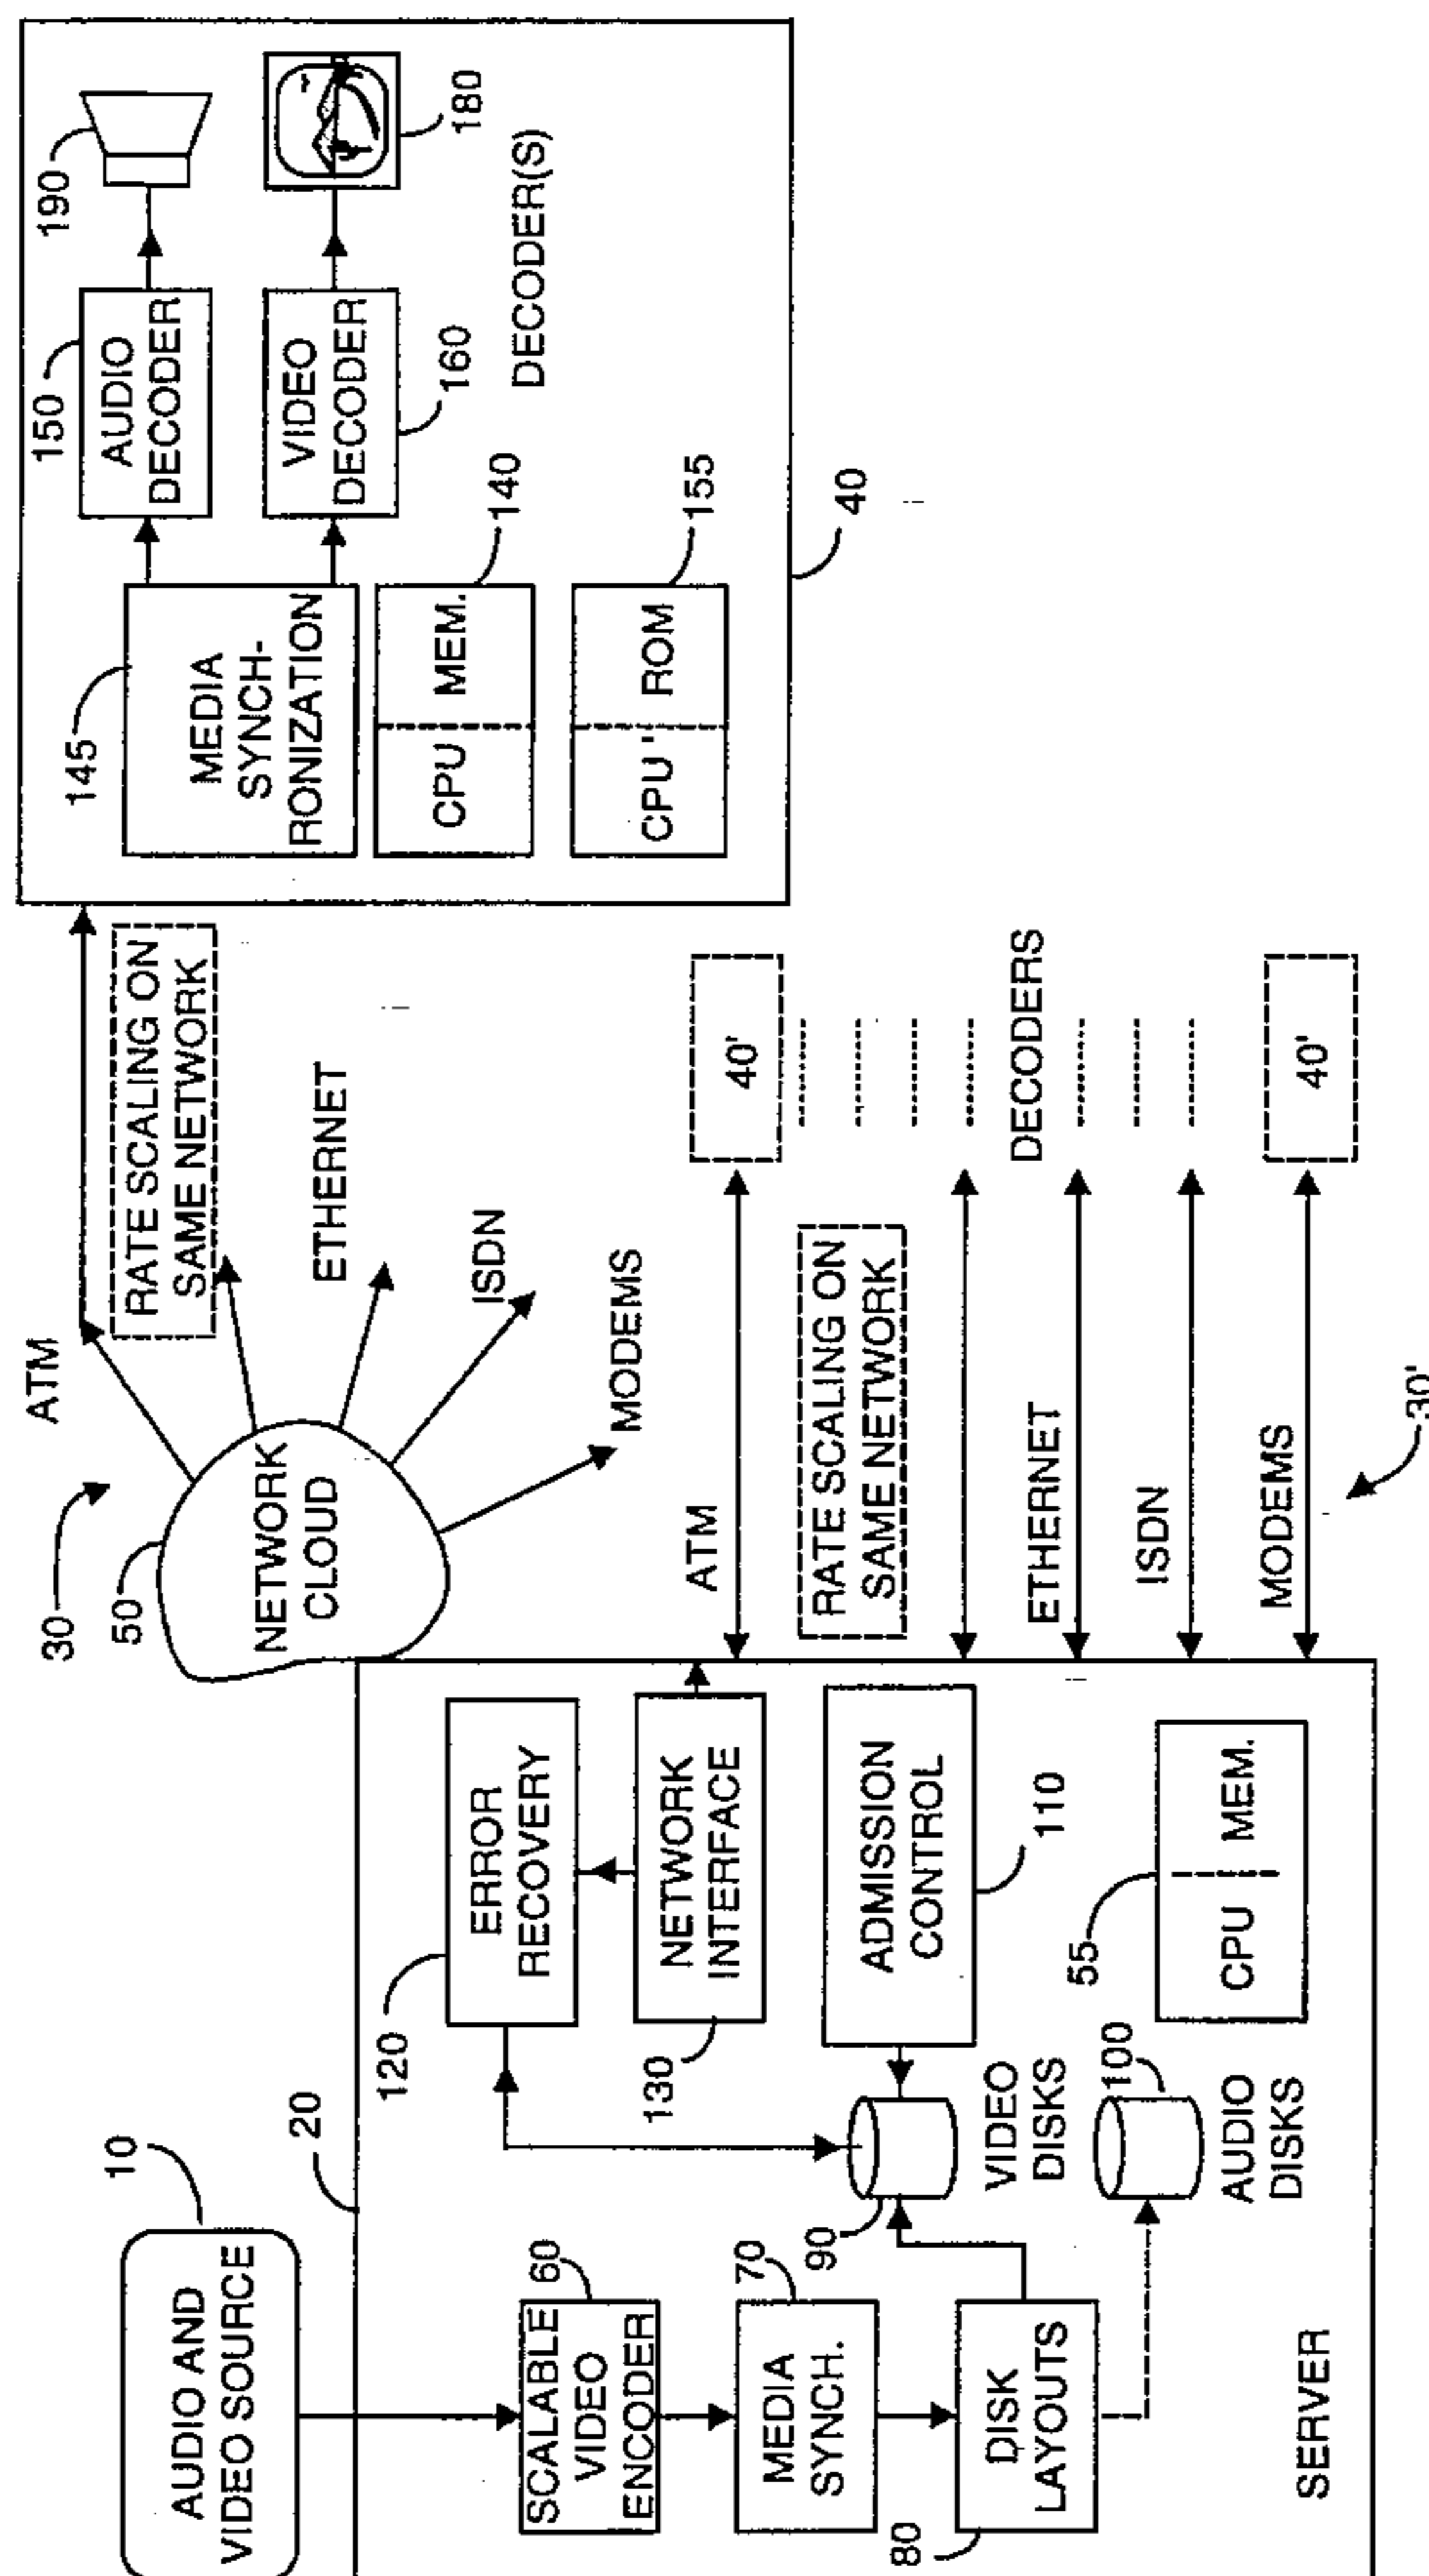 10
AUDIO AND
VIDEO SOURCE
20
60
SCALABLE
VIDEO
ENCODER
70
MEDIA
SYNCH.
80
DISK
LAYOUTS
SERVER
120
ERROR
RECOVERY
130
NETWORK
INTERFACE
90
VIDEO
DISKS
ADMISSION
CONTROL
110
100
AUDIO
DISKS
55
CPU
MEM.
30
50
NETWORK
CLOUD
ATM
RATE SCALING ON
SAME NETWORK
ETHERNET
ISDN
MODEMS
ATM
40'
RATE SCALING ON
SAME NETWORK
ETHERNET
DECODERS
ISDN
MODEMS
40'
30'
145
MEDIA
SYNCH-
RONIZATION
150
AUDIO
DECODER
190
VIDEO
DECODER
160
180
CPU
MEM.
140
CPU '
ROM
155
DECODER(S)
40